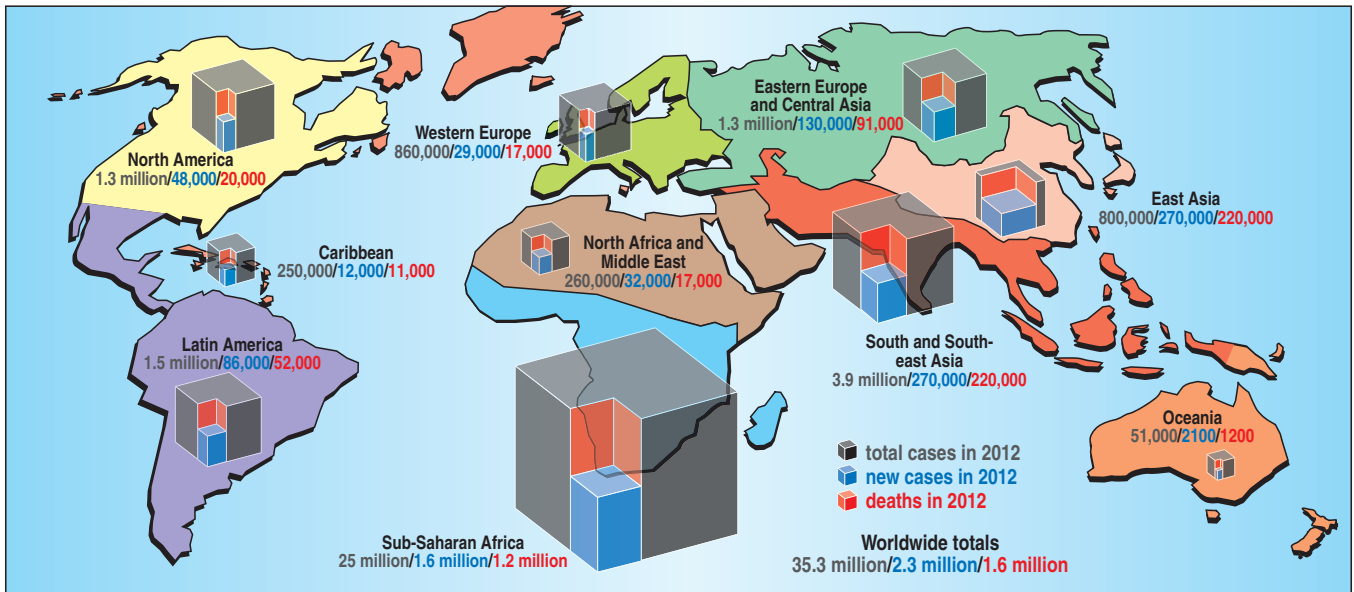 North America
1.3 million/48,000/20,000
Western Europe
860,000/29,000/17,000
Eastern Europe
and Central Asia
1.3 million/130,000/91,000
East Asia
800,000/270,000/220,000
Caribbean
250,000/12,000/11,000
North Africa and
Middle East
260,000/32,000/17,000
Latin America
1.5 million/86,000/52,000
South and South-
east Asia
3.9 million/270,000/220,000
Oceania
51,000/2100/1200
total cases in 2012
new cases in 2012
deaths in 2012
Sub-Saharan Africa
25 million/1.6 million/1.2 million
Worldwide totals
35.3 million/2.3 million/1.6 million